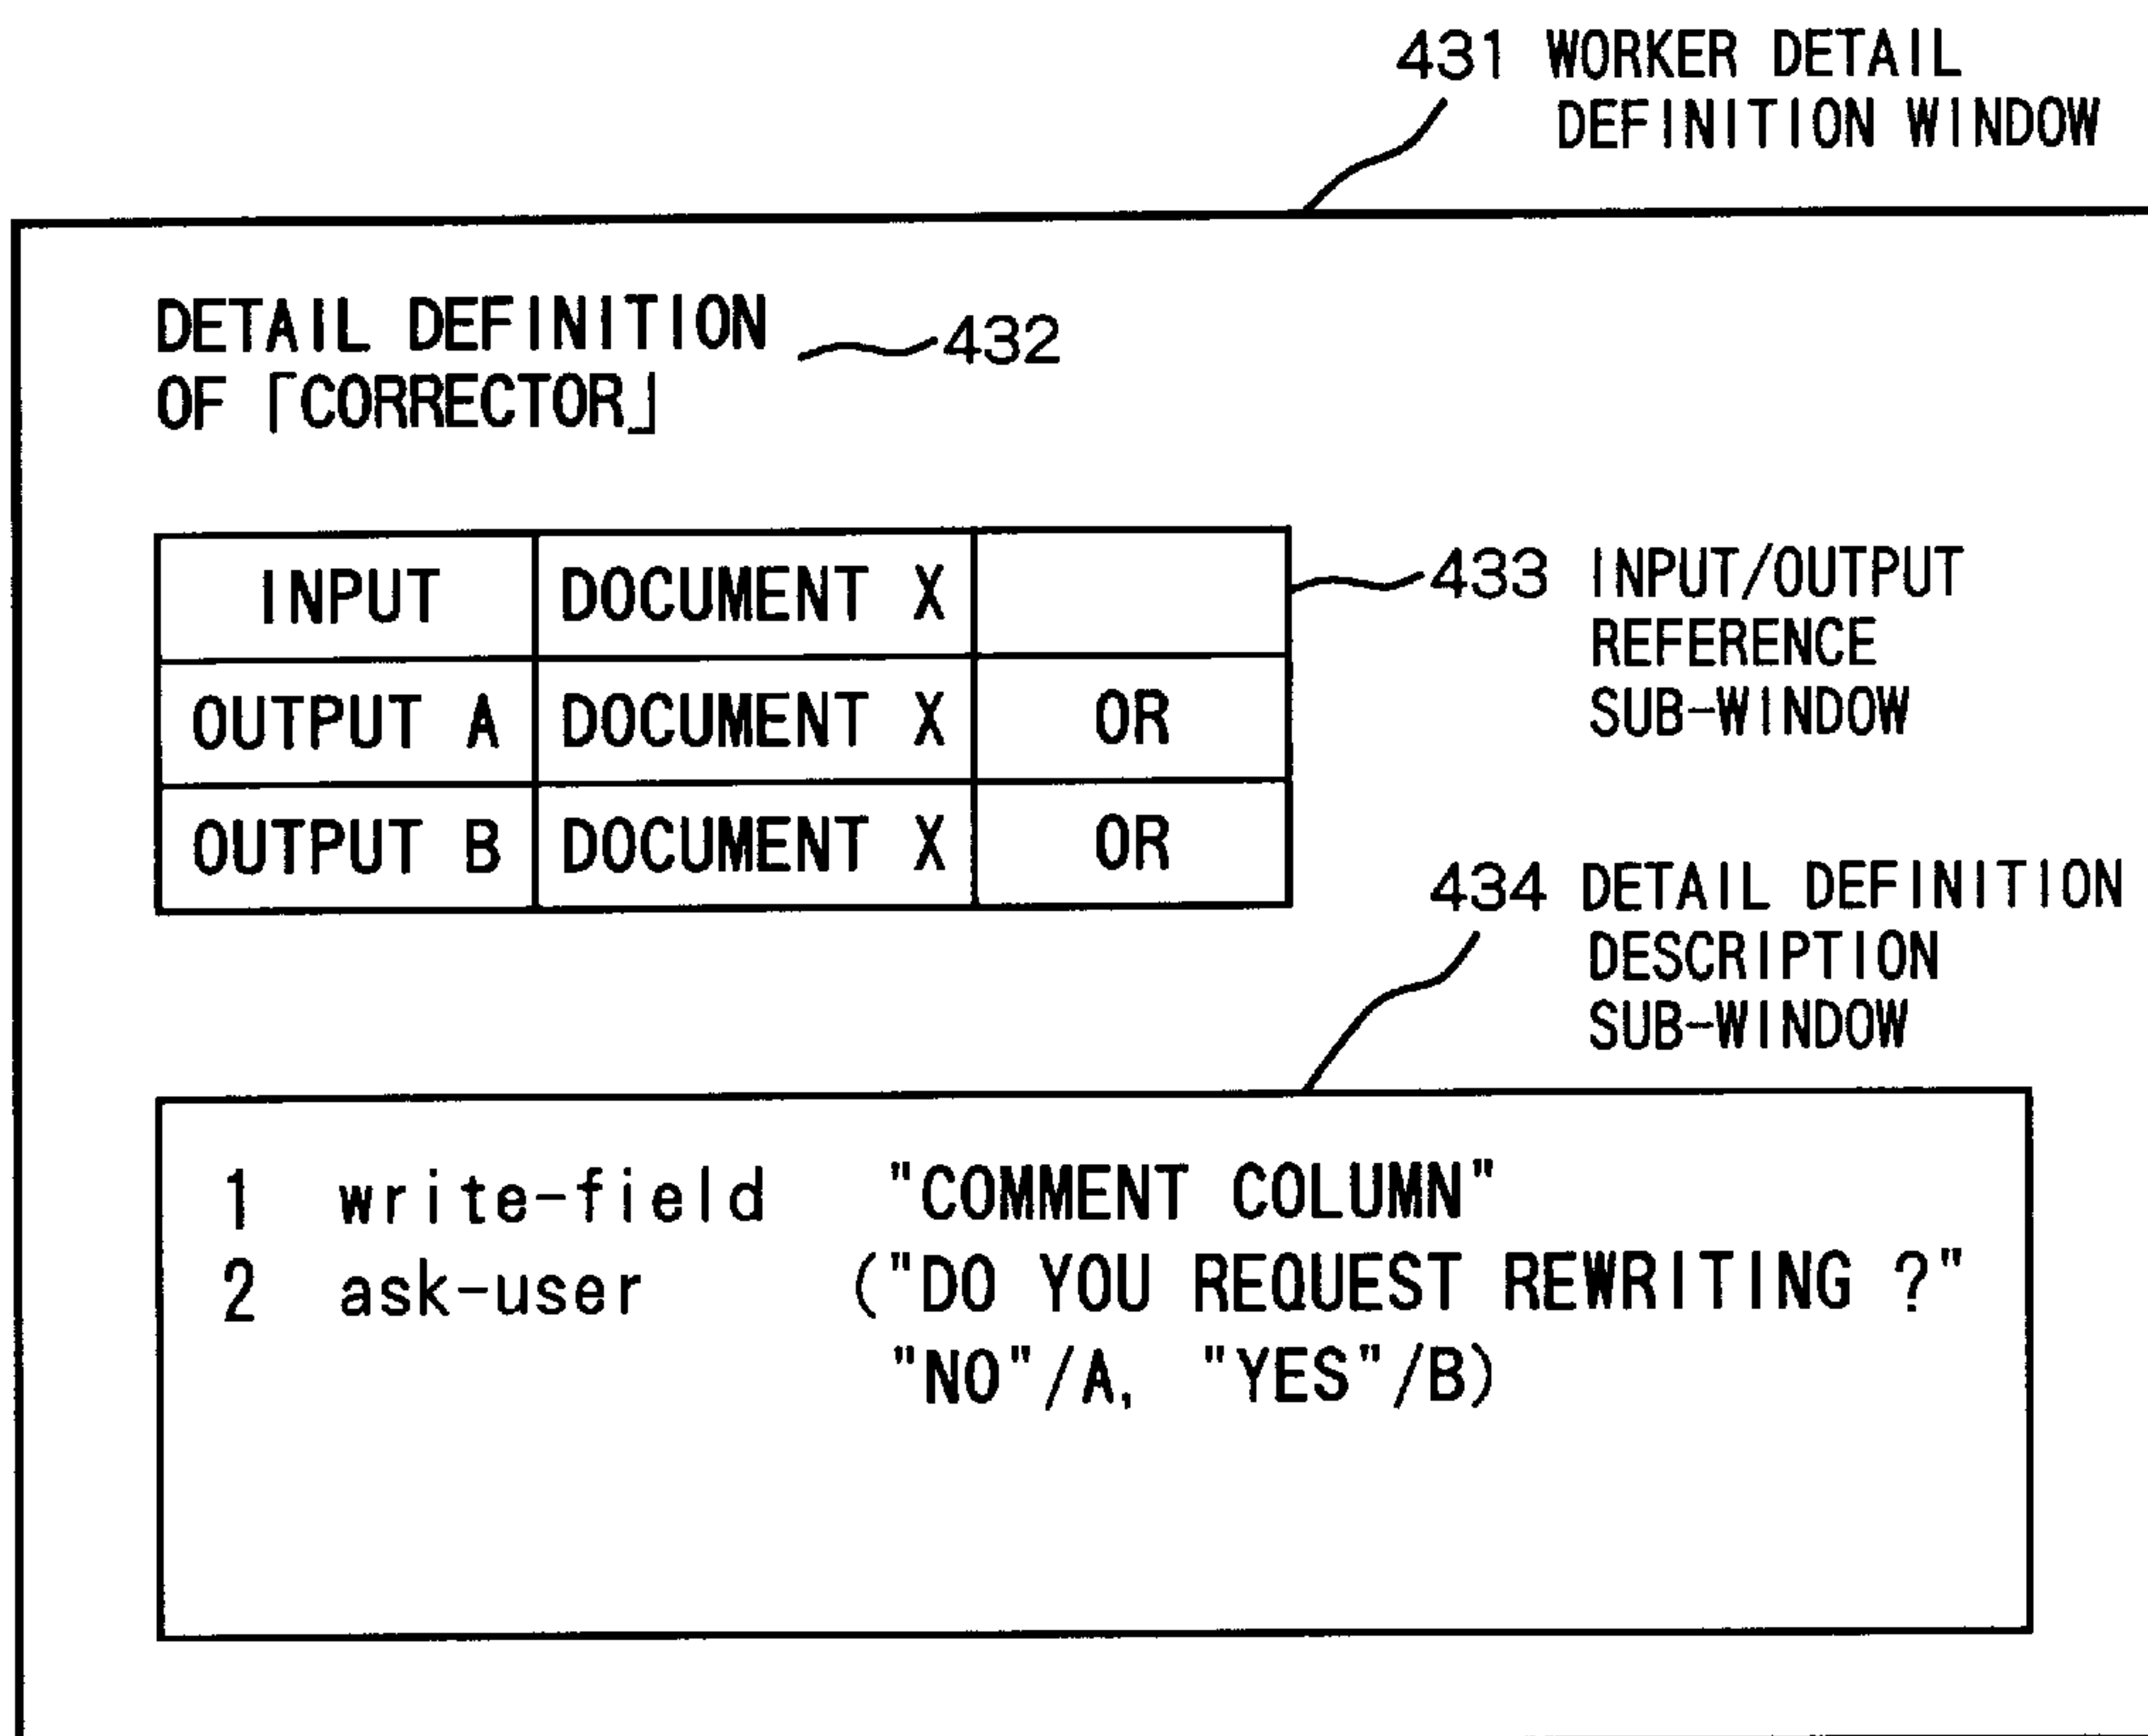 431 WORKER DETAIL
DEFINITION WINDOW
DETAIL DEFINITION
OF 「CORRECTOR」
432
INPUT DOCUMENT X
OUTPUT A DOCUMENT X OR
OUTPUT B DOCUMENT X OR
433 INPUT/OUTPUT
REFERENCE
SUB-WINDOW
434 DETAIL DEFINITION
DESCRIPTION
SUB-WINDOW
1 write-field "COMMENT COLUMN"
2 ask-user ("DO YOU REQUEST REWRITING ?"
"NO"/A, "YES"/B)